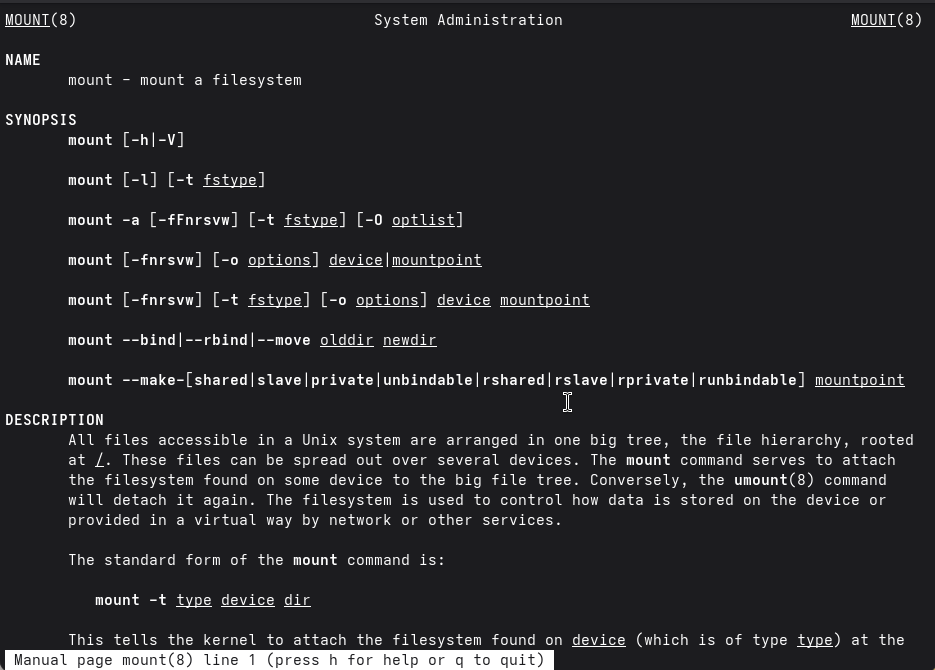 MOUNT(8) System Administration MOUNT(8)
NAME
mount - mount a filesystem
SYNOPSIS
mount [-h|-V]
mount [-l] [-t fstype]
mount -a [-fFnrsvw] [-t fstype] [-O optlist]
mount [-fnrsvw] [-o options] device|mountpoint
mount [-fnrsvw] [-t fstype] [-o options] device mountpoint
mount --bind|--rbind|--move olddir newdir
mount --make-[shared|slave|private|unbindable|rshared|rslave|rprivate|runbindable] mountpoint
DESCRIPTION
All files accessible in a Unix system are arranged in one big tree, the file hierarchy, rooted
at /. These files can be spread out over several devices. The mount command serves to attach
the filesystem found on some device to the big file tree. Conversely, the umount(8) command
will detach it again. The filesystem is used to control how data is stored on the device or
provided in a virtual way by network or other services.
The standard form of the mount command is:
mount -t type device dir
This tells the kernel to attach the filesystem found on device (which is of type type) at the
Manual page mount(8) line 1 (press h for help or q to quit)